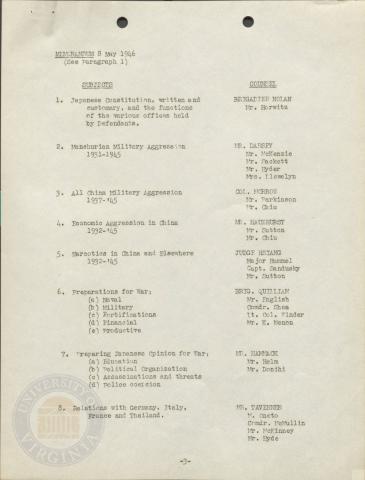 MEMORANDUM 8 May 1946
(See Paragraph 1)
SUBJECTS
COUNSEL
1. Japanese Constitution, written and
customary, and the functions
of the various offices held
by Defendants.
BRIGADIER NOLAN
Mr. Horwitz
2. Manchurian Military Aggression
1931-1945
MR. DARSEY
Mr. McKenzie
Mr. Fackett
Mr. Hyder
Mrs. Llewelyn
3. All China Military Aggression
1937-'45
COL. MORROW
Mr. Parkinson
Mr. Chiu
4. Economic Aggression in China
1932-'45
MR. HAUXHURST
Mr. Sutton
Mr. Chiu
5. Narcotics in China and Elsewhere
1932-'45
JUDGE HSIANG
Major Hummel
Capt. Sandusky
Mr. Sutton
6. Preparations for War:
(a) Naval
(b) Military
(c) Fortifications
(d) Financial
(e) Productive
BRIG. QUILLIAM
Mr. English
Comdr. Shea
Lt. Col. Finder
Mr. K. Menon
7. Preparing Japanese Opinion for War:
(a) Education
(b) Political Organization
(c) Assassinations and threats
(d) Police coercion
MR. HAMMACK
Mr. Helm
Mr. Donihi
8. Relations with Germany, Italy,
France and Thailand.
MR. TAVENNER
M. Oneto
Comdr. McMullin
Mr. McKinney
Mr. Hyde
-3-
UNIVERSITY OF VIRGINIA